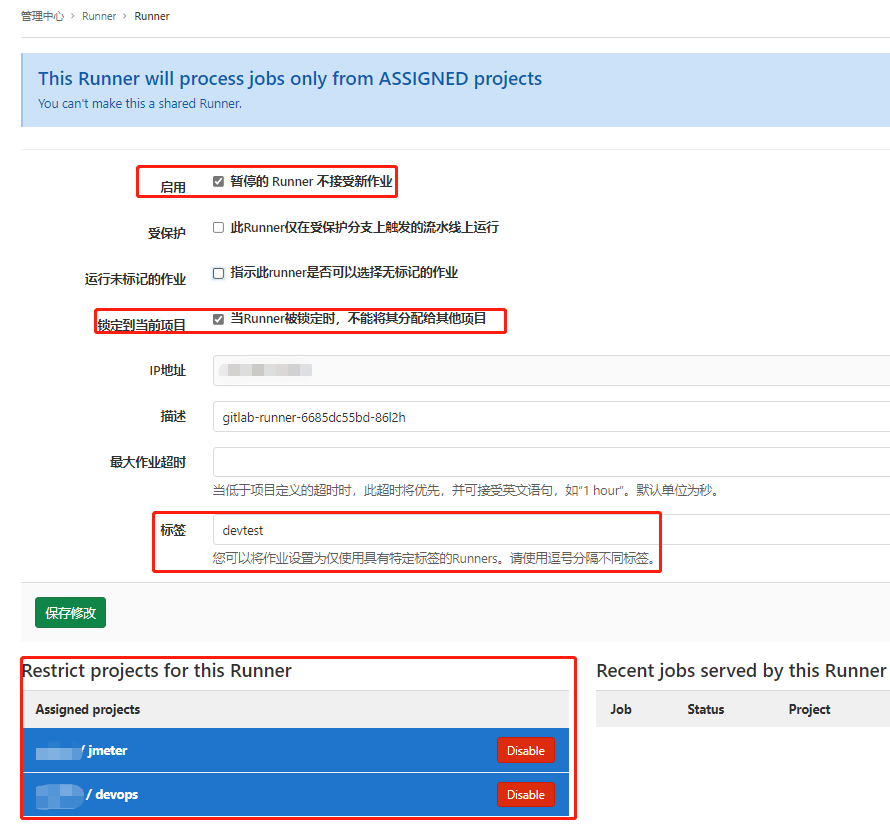 管理中心 > Runner > Runner
This Runner will process jobs only from ASSIGNED projects
You can't make this a shared Runner.
启用 暂停的 Runner 不接受新作业
受保护 此Runner仅在受保护分支上触发的流水线上运行
运行未标记的作业 指示此runner是否可以选择无标记的作业
锁定到当前项目 当Runner被锁定时，不能将其分配给其他项目
IP地址
描述 gitlab-runner-6685dc55bd-86l2h
最大作业超时
当低于项目定义的超时时，此超时将优先，并可接受英文语句，如“1 hour”。默认单位为秒。
标签 devtest
您可以将作业设置为仅使用具有特定标签的Runners。请使用逗号分隔不同标签。
保存修改
Restrict projects for this Runner
Assigned projects
/ jmeter Disable
/ devops Disable
Recent jobs served by this Runner
Job Status Project